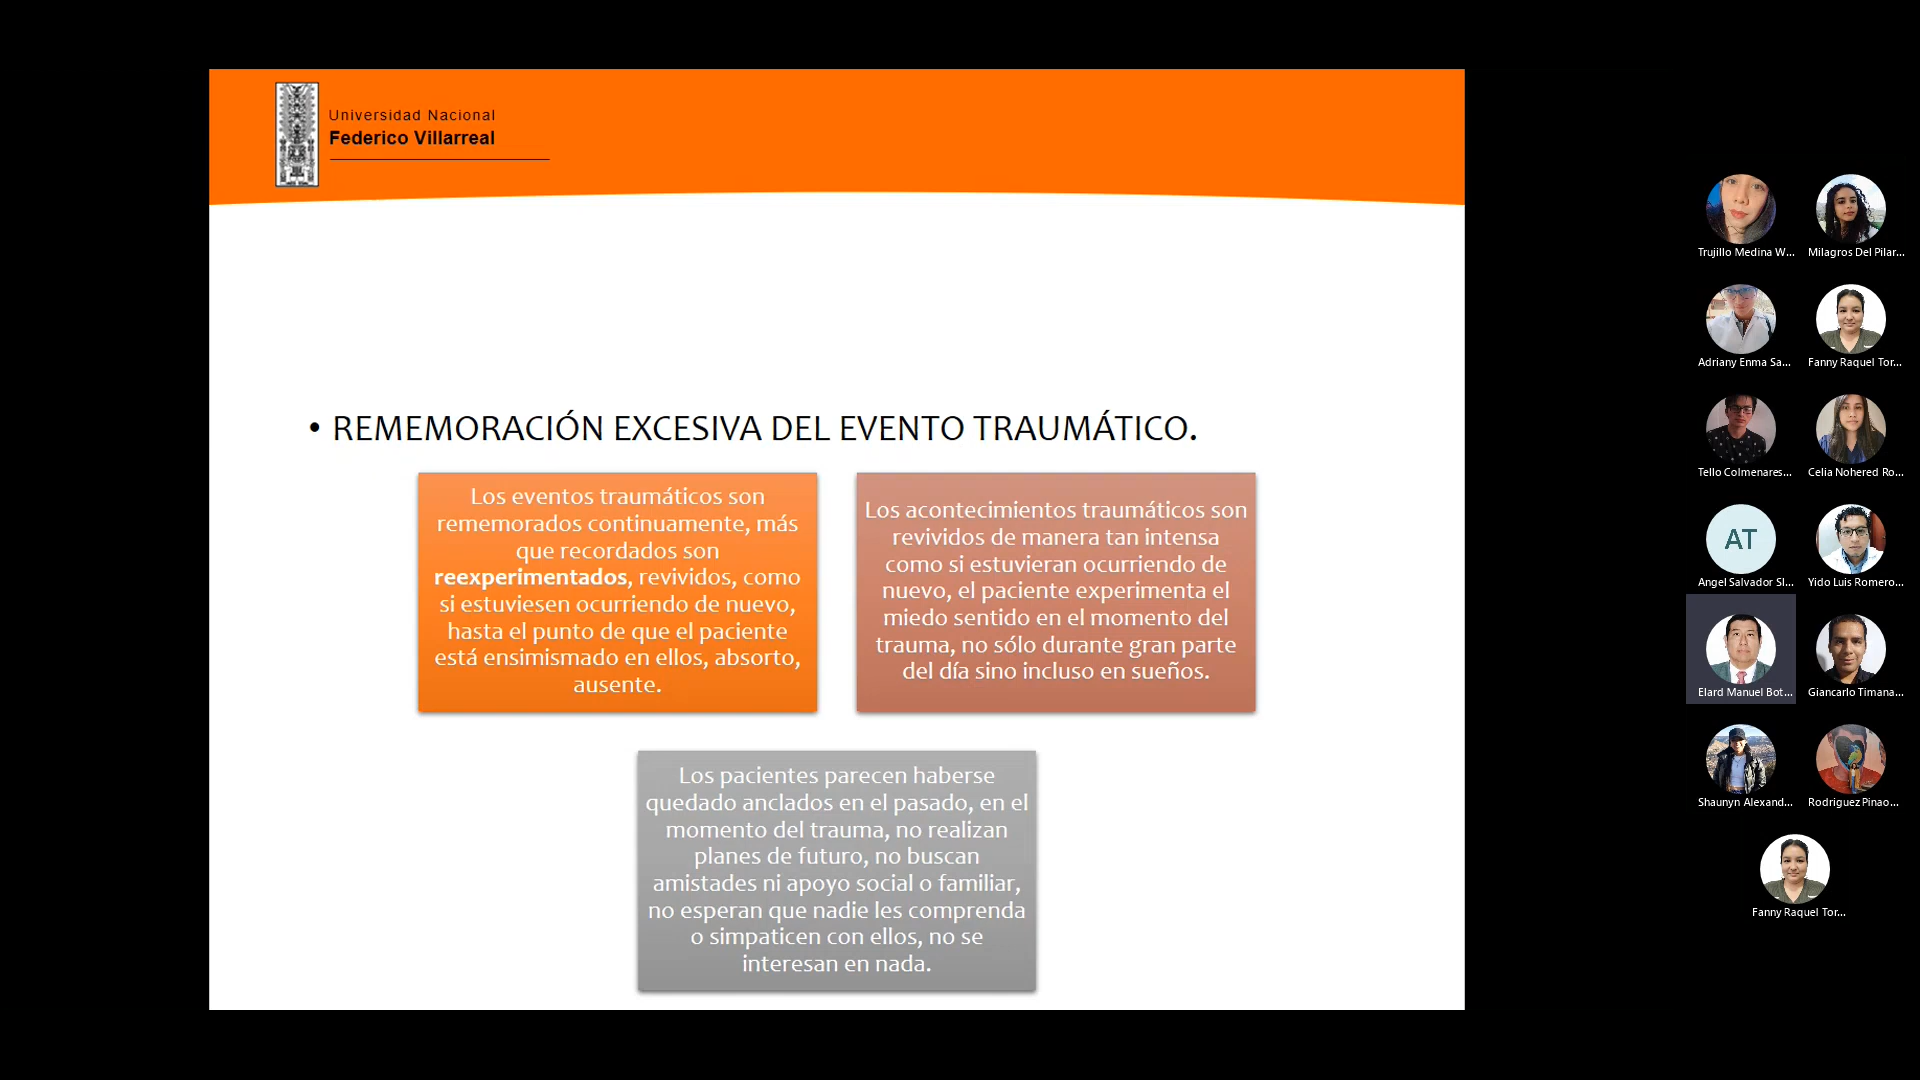 Universidad Nacional
Federico Villarreal
• REMEMORACIÓN EXCESIVA DEL EVENTO TRAUMÁTICO.
Los eventos traumáticos son
rememorados continuamente, más
que recordados son
reexperimentados, revividos, como
si estuviesen ocurriendo de nuevo,
hasta el punto de que el paciente
está ensimismado en ellos, absorto,
ausente.
Los acontecimientos traumáticos son
revividos de manera tan intensa
como si estuvieran ocurriendo de
nuevo, el paciente experimenta el
miedo sentido en el momento del
trauma, no sólo durante gran parte
del día sino incluso en sueños.
Los pacientes parecen haberse
quedado anclados en el pasado, en el
momento del trauma, no realizan
planes de futuro, no buscan
amistades ni apoyo social o familiar,
no esperan que nadie les comprenda
o simpaticen con ellos, no se
interesan en nada.
Trujillo Medina W...
Milagros Del Pilar...
Adriany Enma Sa...
Fanny Raquel Tor...
Tello Colmenares...
Celia Nohered Ro...
AT
Angel Salvador Sl...
Yido Luis Romero...
Elard Manuel Bot...
Giancarlo Timana...
Shaunyn Alexand...
Rodriguez Pinao...
Fanny Raquel Tor...